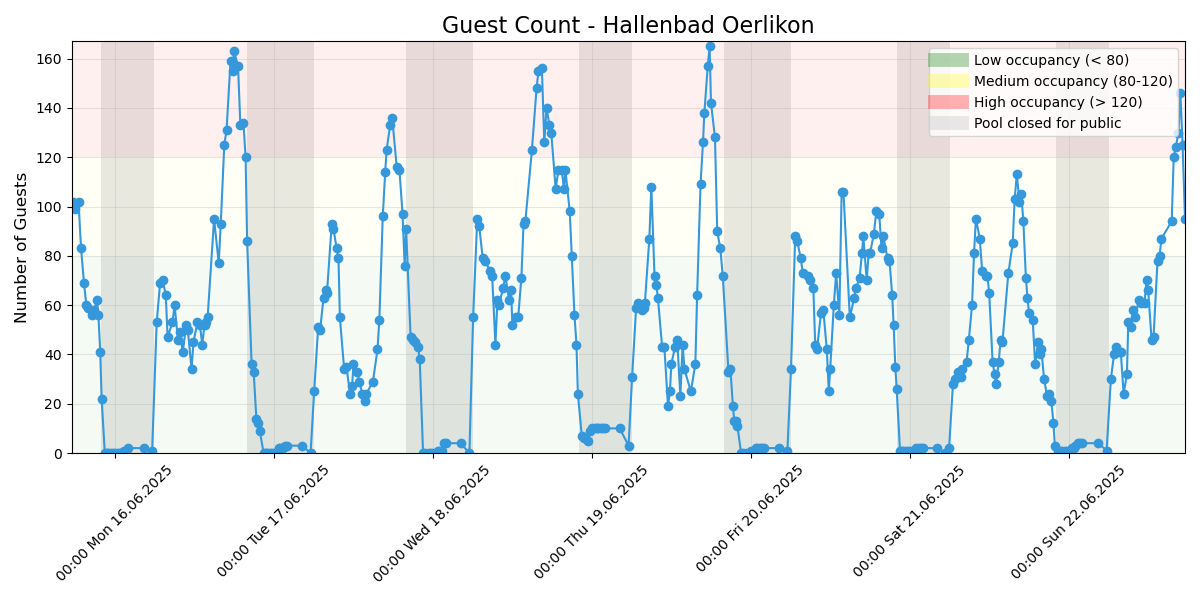 Guest Count - Hallenbad Oerlikon
Number of Guests
160
140
120
100
80
60
40
20
0
Low occupancy (< 80)
Medium occupancy (80-120)
High occupancy (> 120)
Pool closed for public
00:00 Mon 16.06.2025
00:00 Tue 17.06.2025
00:00 Wed 18.06.2025
00:00 Thu 19.06.2025
00:00 Fri 20.06.2025
00:00 Sat 21.06.2025
00:00 Sun 22.06.2025